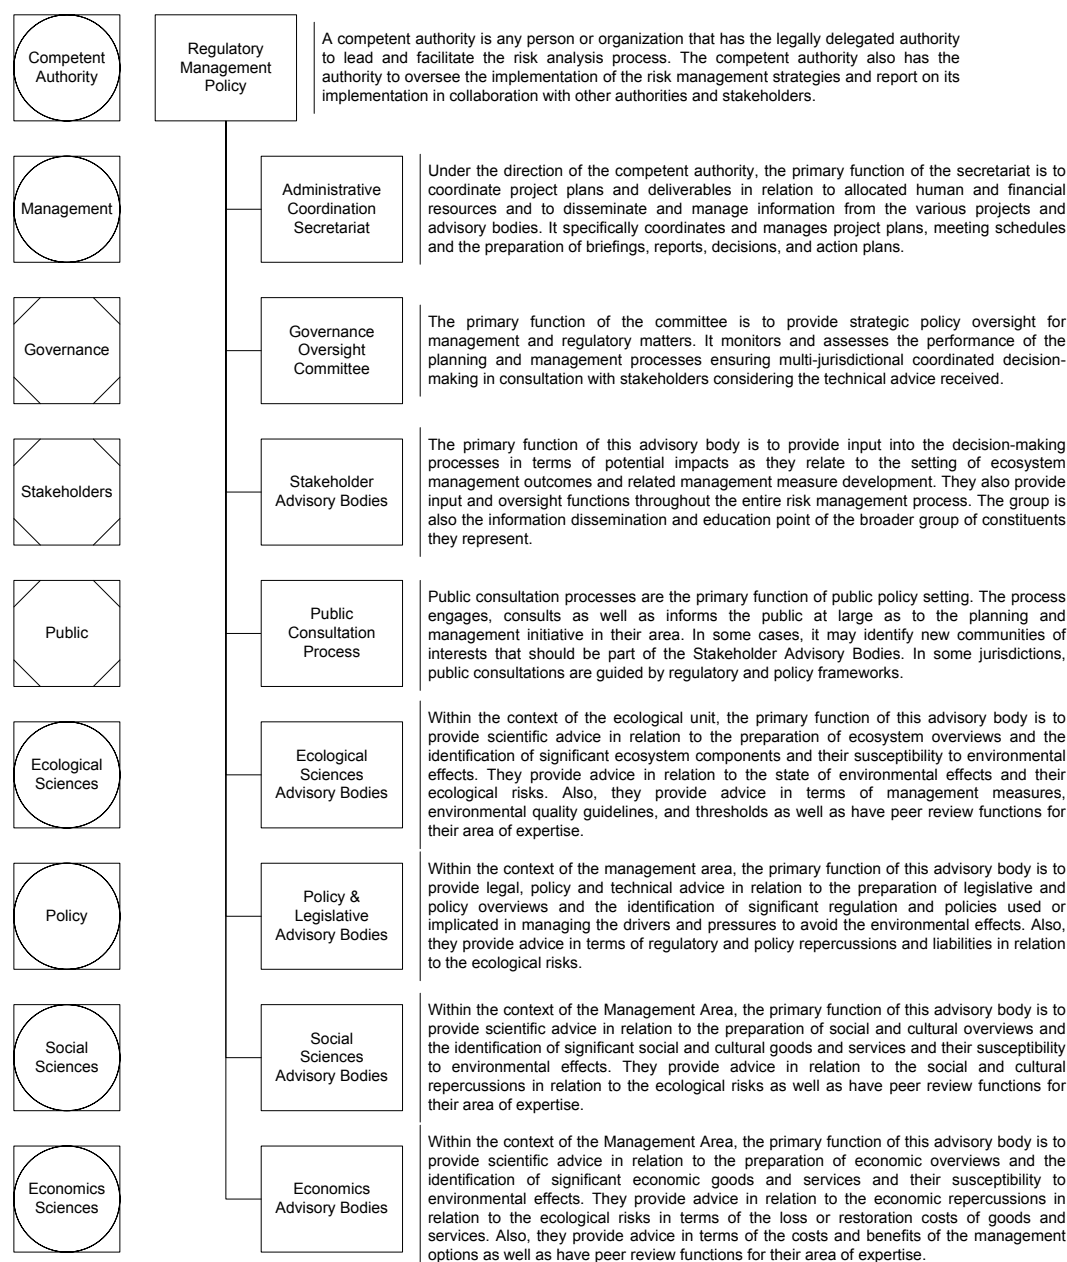 Competent
Authority
Regulatory
Management
Policy
A competent authority is any person or organization that has the legally delegated authority
to lead and facilitate the risk analysis process. The competent authority also has the
authority to oversee the implementation of the risk management strategies and report on its
implementation in collaboration with other authorities and stakeholders.
Management
Administrative
Coordination
Secretariat
Under the direction of the competent authority, the primary function of the secretariat is to
coordinate project plans and deliverables in relation to allocated human and financial
resources and to disseminate and manage information from the various projects and
advisory bodies. It specifically coordinates and manages project plans, meeting schedules
and the preparation of briefings, reports, decisions, and action plans.
Governance
Governance
Oversight
Committee
The primary function of the committee is to provide strategic policy oversight for
management and regulatory matters. It monitors and assesses the performance of the
planning and management processes ensuring multi-jurisdictional coordinated decision-
making in consultation with stakeholders considering the technical advice received.
Stakeholders
Stakeholder
Advisory Bodies
The primary function of this advisory body is to provide input into the decision-making
processes in terms of potential impacts as they relate to the setting of ecosystem
management outcomes and related management measure development. They also provide
input and oversight functions throughout the entire risk management process. The group is
also the information dissemination and education point of the broader group of constituents
they represent.
Public
Public
Consultation
Process
Public consultation processes are the primary function of public policy setting. The process
engages, consults as well as informs the public at large as to the planning and
management initiative in their area. In some cases, it may identify new communities of
interests that should be part of the Stakeholder Advisory Bodies. In some jurisdictions,
public consultations are guided by regulatory and policy frameworks.
Ecological
Sciences
Ecological
Sciences
Advisory Bodies
Within the context of the ecological unit, the primary function of this advisory body is to
provide scientific advice in relation to the preparation of ecosystem overviews and the
identification of significant ecosystem components and their susceptibility to environmental
effects. They provide advice in relation to the state of environmental effects and their
ecological risks. Also, they provide advice in terms of management measures,
environmental quality guidelines, and thresholds as well as have peer review functions for
their area of expertise.
Policy
Policy &
Legislative
Advisory Bodies
Within the context of the management area, the primary function of this advisory body is to
provide legal, policy and technical advice in relation to the preparation of legislative and
policy overviews and the identification of significant regulation and policies used or
implicated in managing the drivers and pressures to avoid the environmental effects. Also,
they provide advice in terms of regulatory and policy repercussions and liabilities in relation
to the ecological risks.
Social
Sciences
Social
Sciences
Advisory Bodies
Within the context of the Management Area, the primary function of this advisory body is to
provide scientific advice in relation to the preparation of social and cultural overviews and
the identification of significant social and cultural goods and services and their susceptibility
to environmental effects. They provide advice in relation to the social and cultural
repercussions in relation to the ecological risks as well as have peer review functions for
their area of expertise.
Economics
Sciences
Economics
Advisory Bodies
Within the context of the Management Area, the primary function of this advisory body is to
provide scientific advice in relation to the preparation of economic overviews and the
identification of significant economic goods and services and their susceptibility to
environmental effects. They provide advice in relation to the economic repercussions in
relation to the ecological risks in terms of the loss or restoration costs of goods and
services. Also, they provide advice in terms of the costs and benefits of the management
options as well as have peer review functions for their area of expertise.